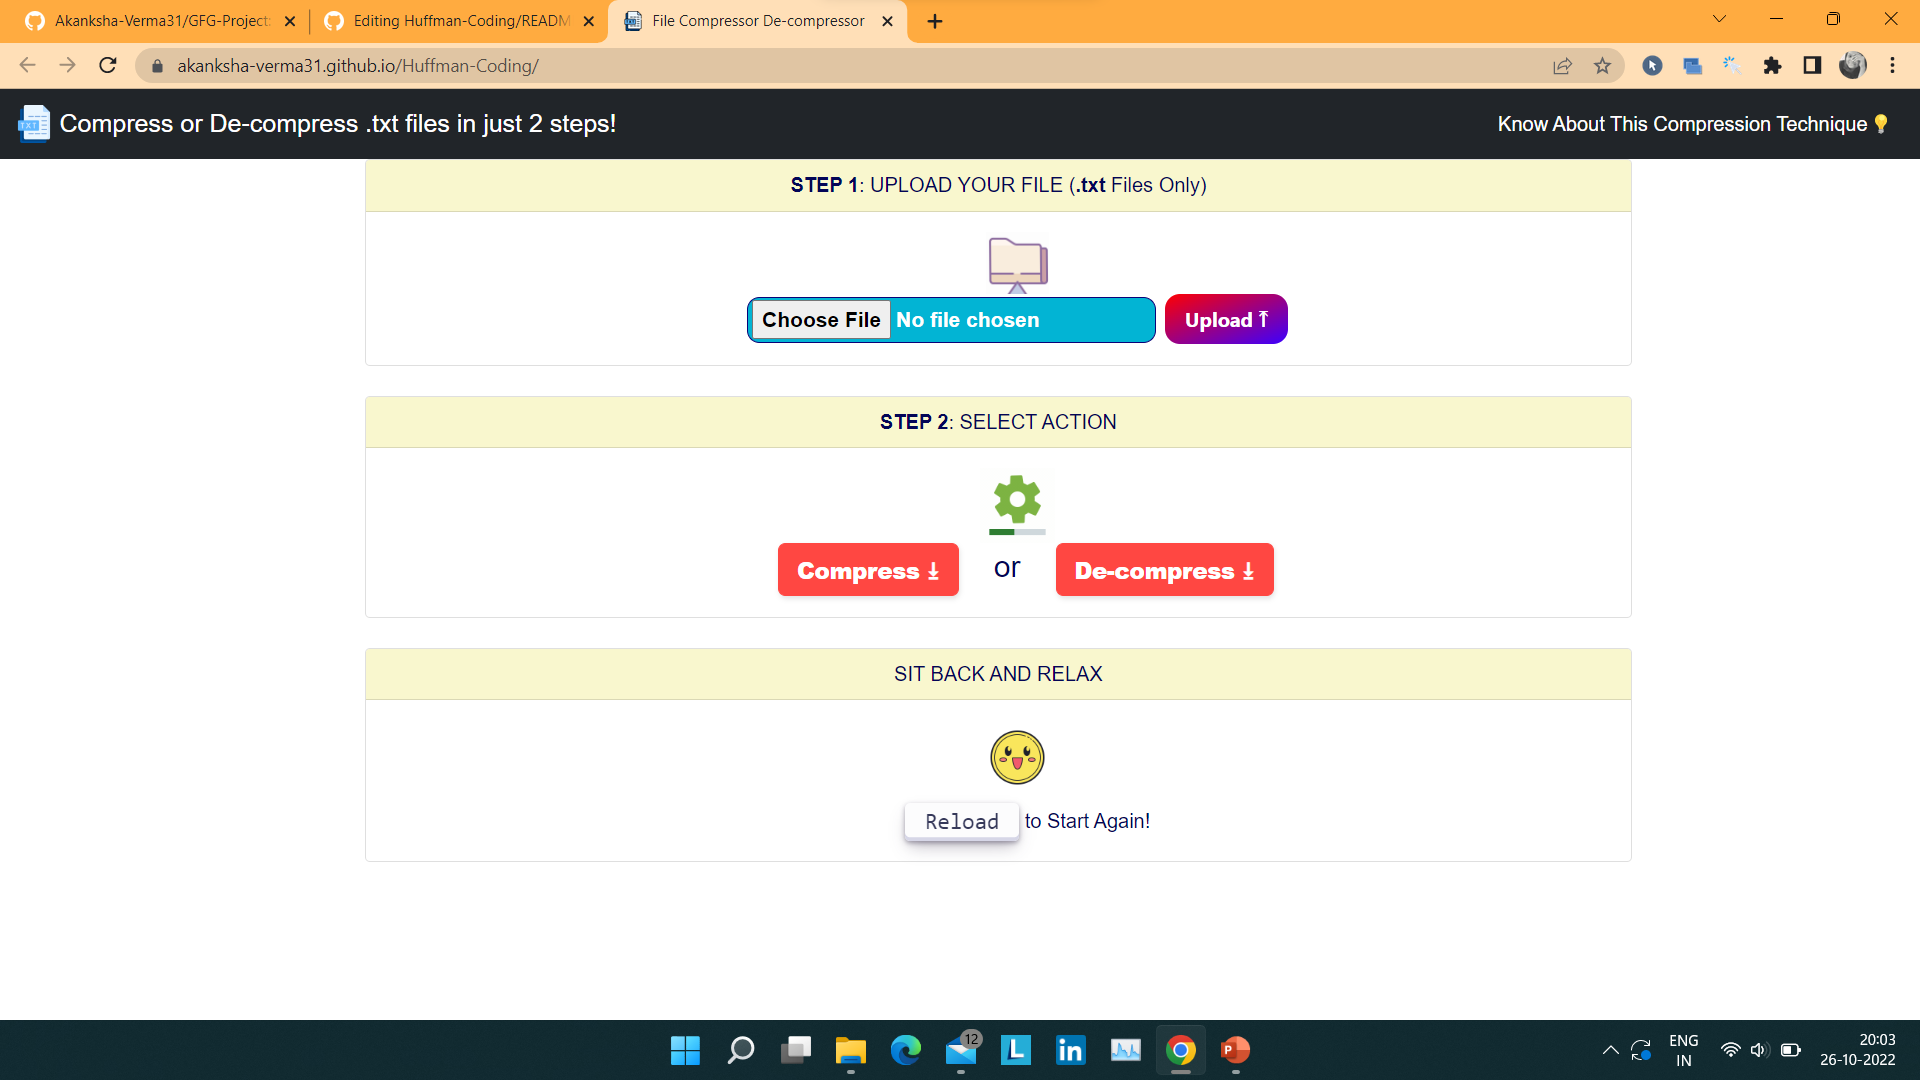 Akanksha-Verma31/GFG-Project
Editing Huffman-Coding/READM
File Compressor De-compressor
akanksha-verma31.github.io/Huffman-Coding/
TXT
Compress or De-compress .txt files in just 2 steps!
Know About This Compression Technique
STEP 1: UPLOAD YOUR FILE (.txt Files Only)
Choose File No file chosen
Upload ⤒
STEP 2: SELECT ACTION
Compress ⤓ or De-compress ⤓
SIT BACK AND RELAX
Reload to Start Again!
12
L
in
P
ENG
IN
20:03
26-10-2022